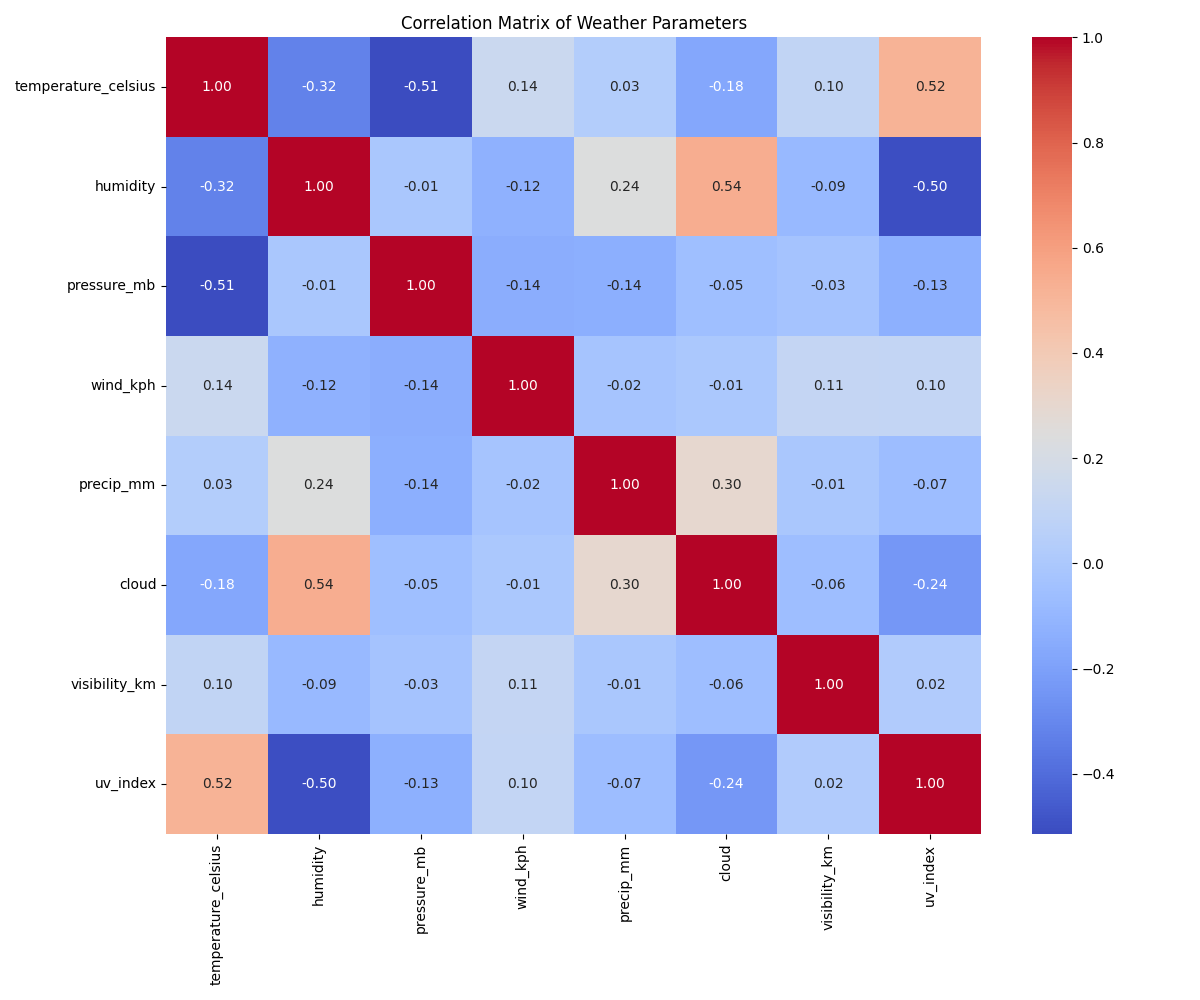 Correlation Matrix of Weather Parameters
temperature_celsius 1.00 -0.32 -0.51 0.14 0.03 -0.18 0.10 0.52
humidity -0.32 1.00 -0.01 -0.12 0.24 0.54 -0.09 -0.50
pressure_mb -0.51 -0.01 1.00 -0.14 -0.14 -0.05 -0.03 -0.13
wind_kph 0.14 -0.12 -0.14 1.00 -0.02 -0.01 0.11 0.10
precip_mm 0.03 0.24 -0.14 -0.02 1.00 0.30 -0.01 -0.07
cloud -0.18 0.54 -0.05 -0.01 0.30 1.00 -0.06 -0.24
visibility_km 0.10 -0.09 -0.03 0.11 -0.01 -0.06 1.00 0.02
uv_index 0.52 -0.50 -0.13 0.10 -0.07 -0.24 0.02 1.00
temperature_celsius
humidity
pressure_mb
wind_kph
precip_mm
cloud
visibility_km
uv_index
1.0
0.8
0.6
0.4
0.2
0.0
−0.2
−0.4